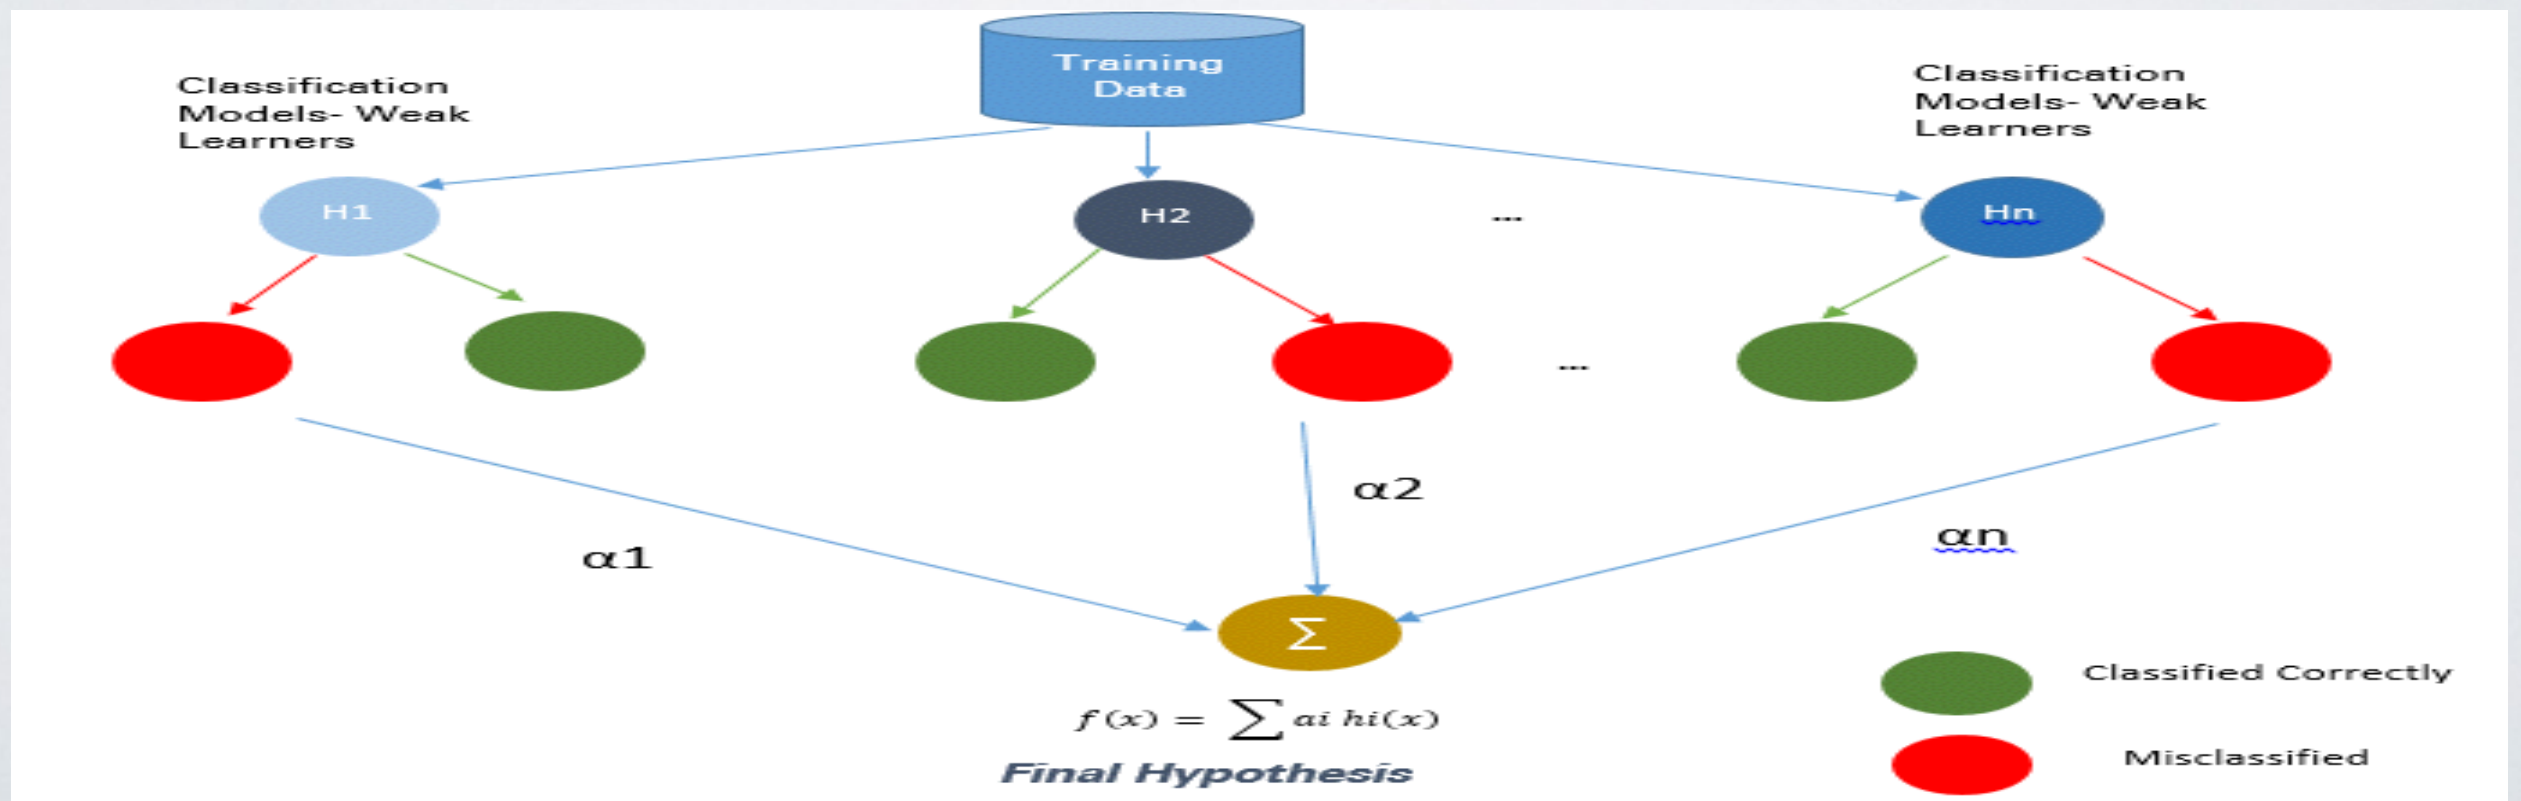 Training
Data
Classification
Models- Weak
Learners
Classification
Models- Weak
Learners
H1
H2
...
Hn
...
α1
α2
αn
∑
f(x) = ∑ ai hi(x)
Final Hypothesis
Classified Correctly
Misclassified